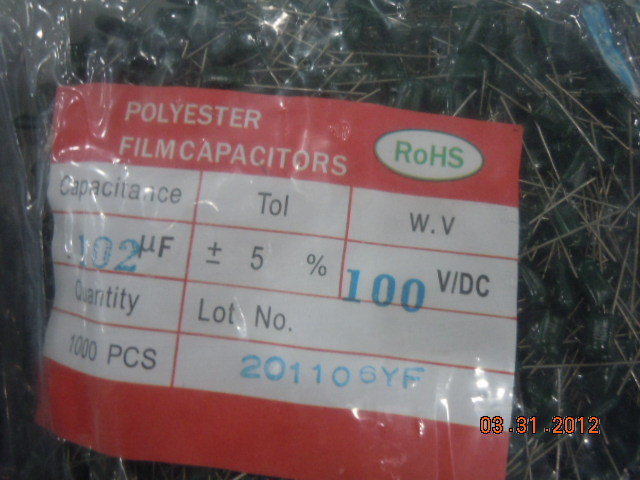 POLYESTER
FILM CAPACITORS
RoHS
Capacitance Tol W.V
.102 µF ± 5 % 100 V/DC
Quantity Lot No.
1000 PCS 201106YF
03.31.2012